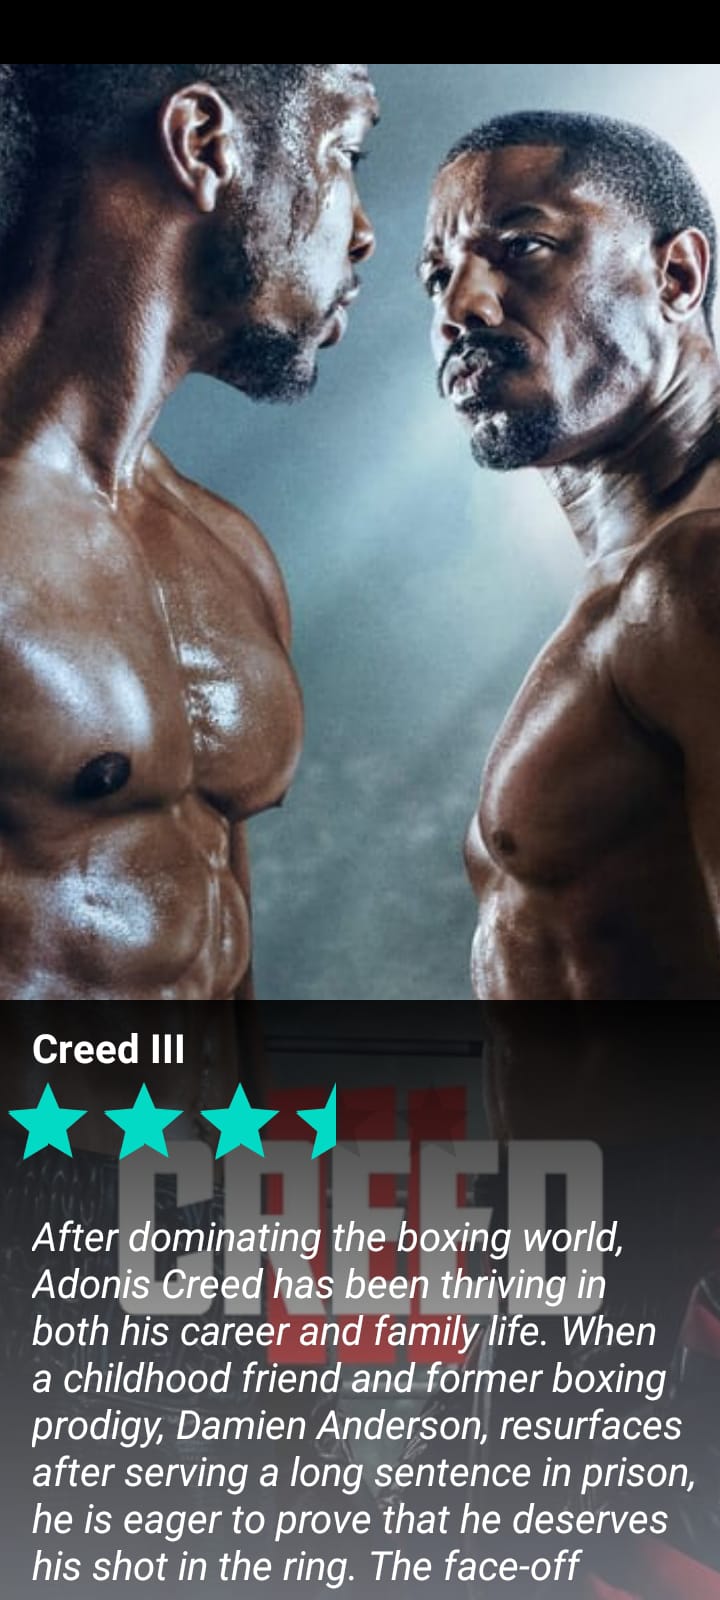 Creed III
III
CREED
After dominating the boxing world,
Adonis Creed has been thriving in
both his career and family life. When
a childhood friend and former boxing
prodigy, Damien Anderson, resurfaces
after serving a long sentence in prison,
he is eager to prove that he deserves
his shot in the ring. The face-off